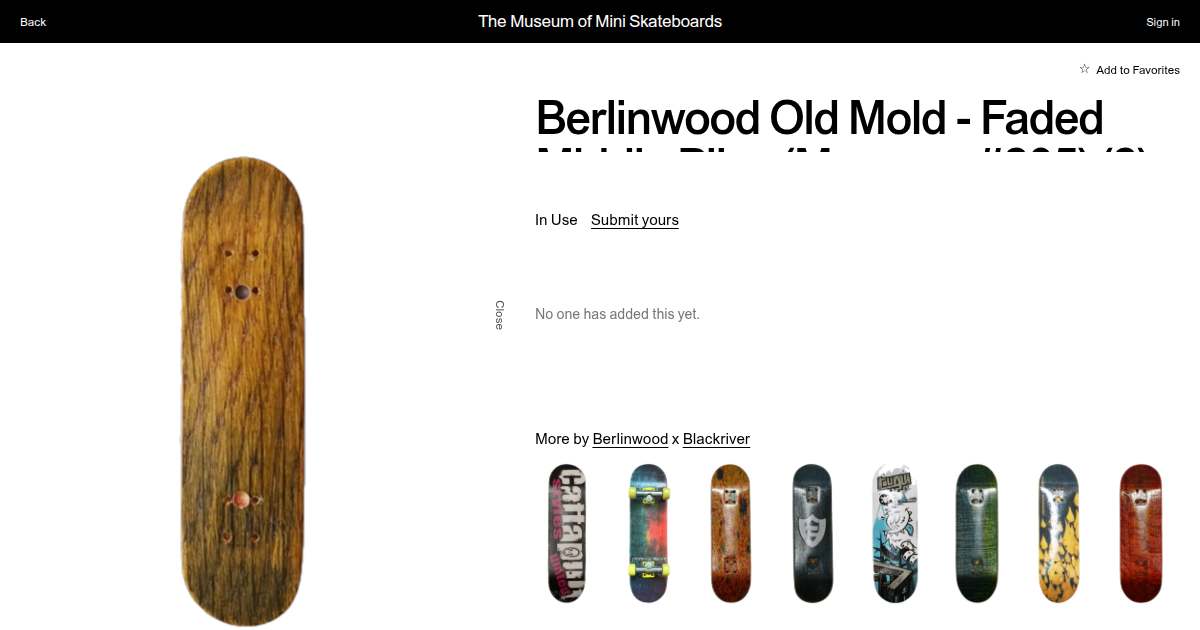 Back
The Museum of Mini Skateboards
Sign in
☆ Add to Favorites
Berlinwood Old Mold - Faded
In Use Submit yours
Close
No one has added this yet.
More by Berlinwood x Blackriver